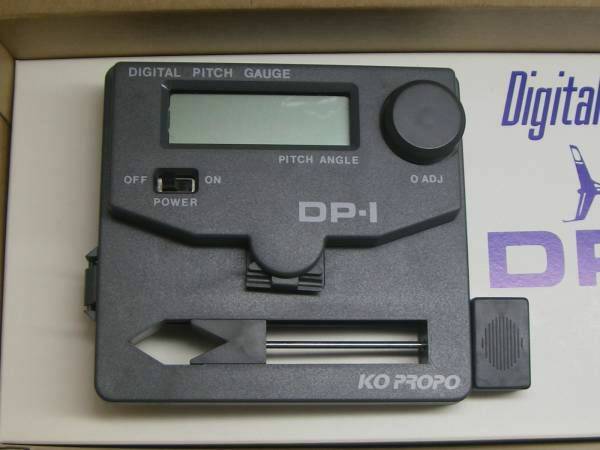 DIGITAL PITCH GAUGE
PITCH ANGLE
OFF ON
POWER
0 ADJ
DP-1
KO PROPO
Digital
DP